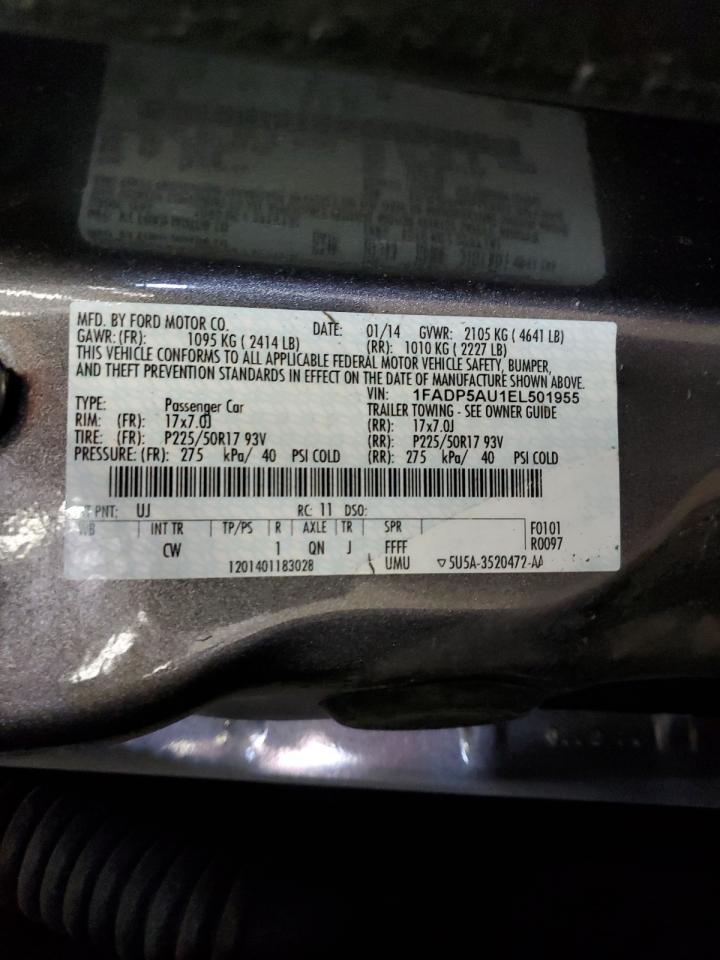 MFD. BY FORD MOTOR CO. DATE: 01/14 GVWR: 2105 KG ( 4641 LB)
GAWR: (FR): 1095 KG ( 2414 LB) (RR): 1010 KG ( 2227 LB)
THIS VEHICLE CONFORMS TO ALL APPLICABLE FEDERAL MOTOR VEHICLE SAFETY, BUMPER,
AND THEFT PREVENTION STANDARDS IN EFFECT ON THE DATE OF MANUFACTURE SHOWN ABOVE.
VIN: 1FADP5AU1EL501955
TYPE: Passenger Car TRAILER TOWING - SEE OWNER GUIDE
RIM: (FR): 17x7.0J (RR): 17x7.0J
TIRE: (FR): P225/50R17 93V (RR): P225/50R17 93V
PRESSURE: (FR): 275 kPa/ 40 PSI COLD (RR): 275 kPa/ 40 PSI COLD
PNT: UJ RC: 11 DSO:
WB INT TR TP/PS R AXLE TR SPR F0101
CW 1 QN J FFFF R0097
1201401183028 UMU ▽5U5A-3520472-AA